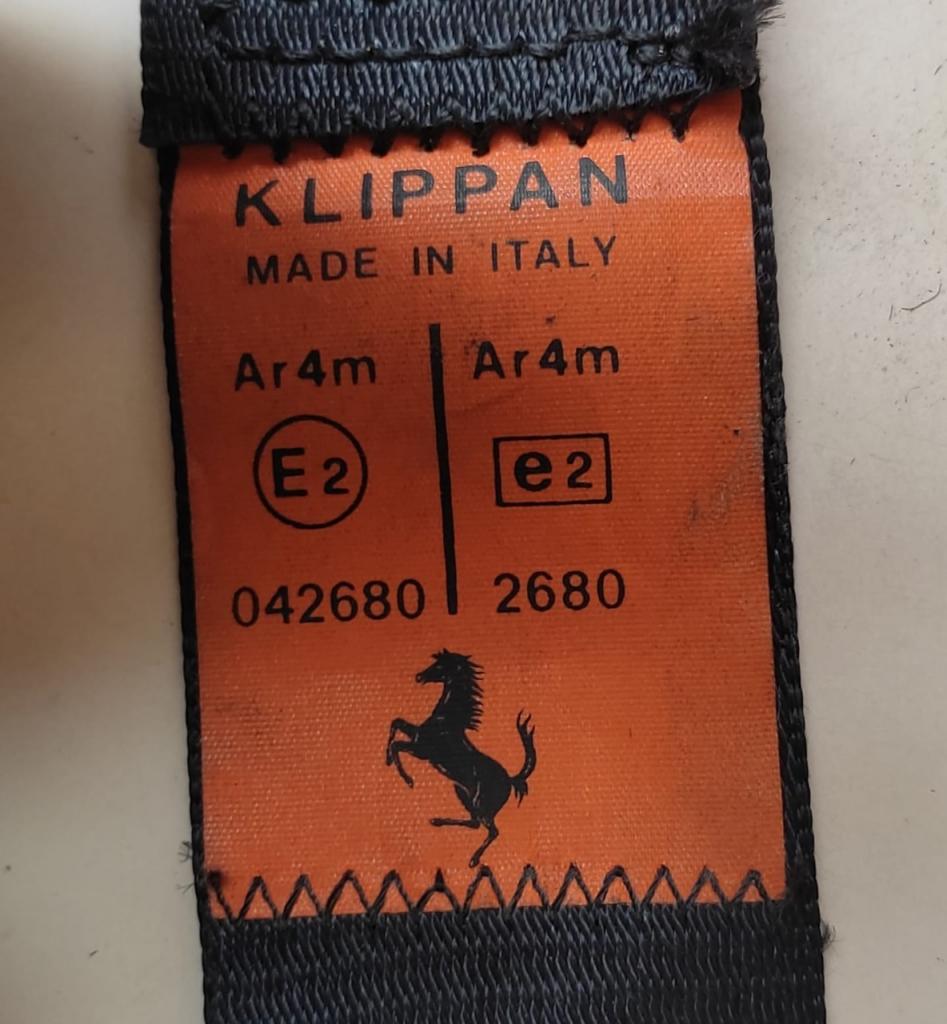 KLIPPAN
MADE IN ITALY
Ar4m Ar4m
E2 e2
042680 2680